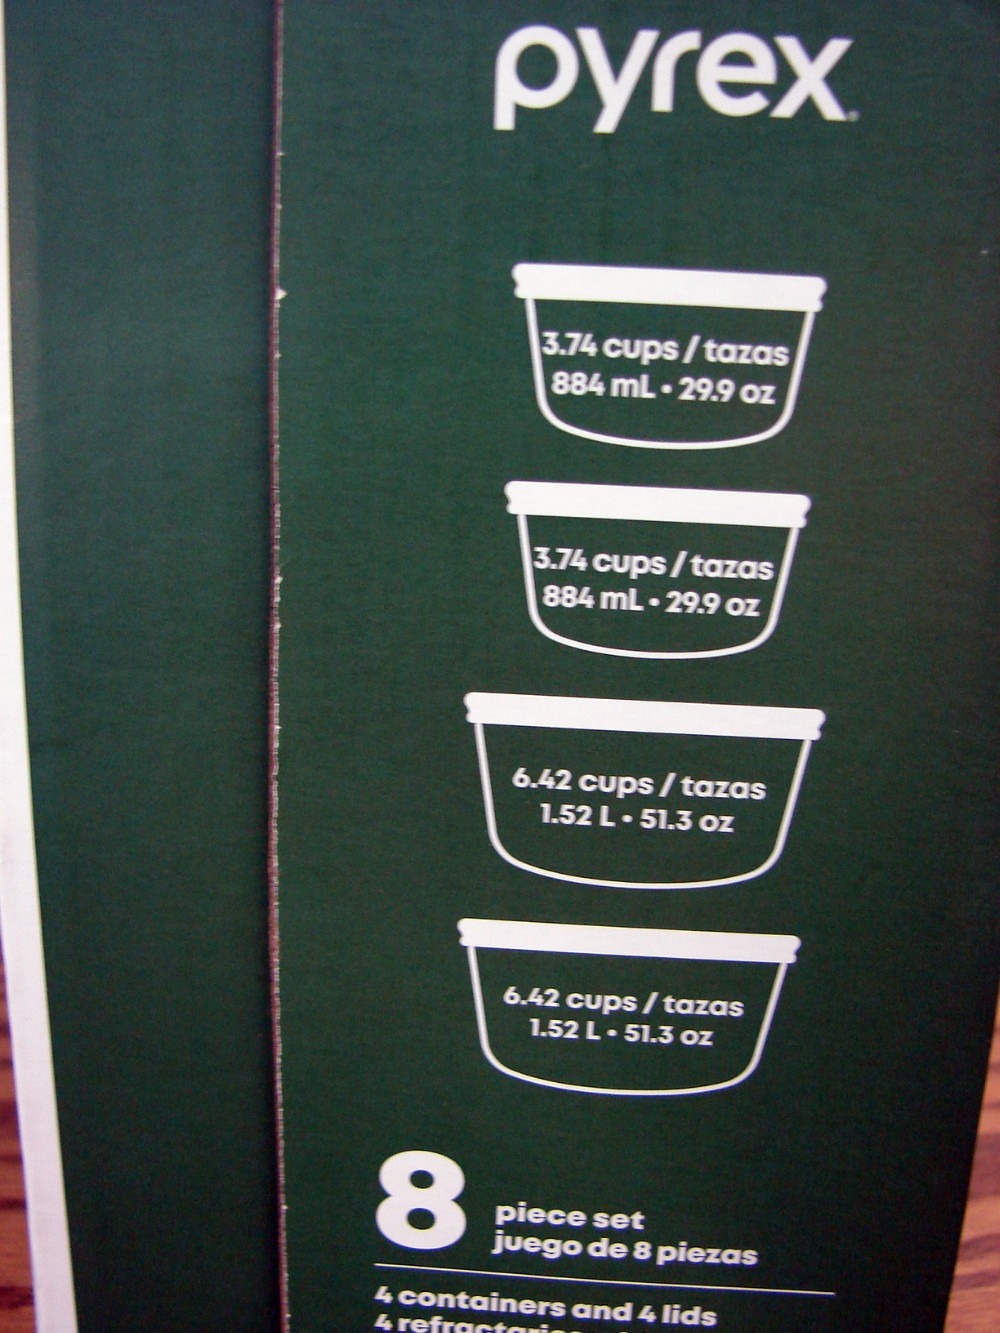 pyrex
3.74 cups / tazas
884 mL • 29.9 oz
3.74 cups / tazas
884 mL • 29.9 oz
6.42 cups / tazas
1.52 L • 51.3 oz
6.42 cups / tazas
1.52 L • 51.3 oz
8
piece set
juego de 8 piezas
4 containers and 4 lids
4